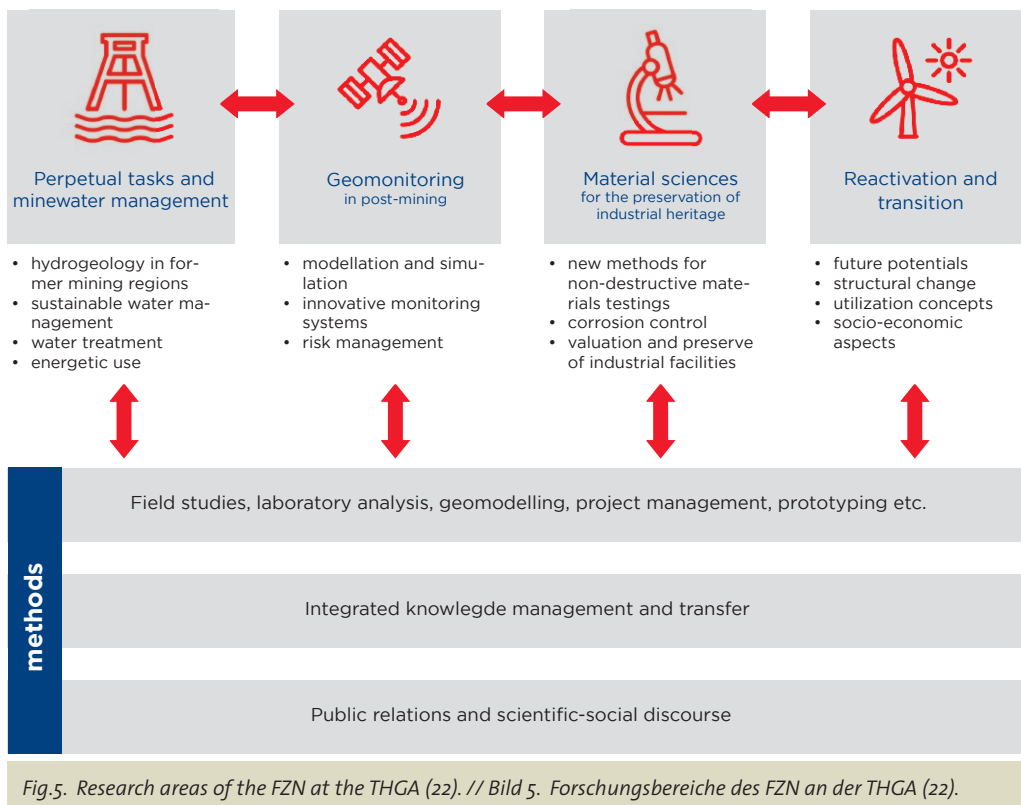 Perpetual tasks and
minewater management
• hydrogeology in for-
mer mining regions
• sustainable water ma-
nagement
• water treatment
• energetic use
Geomonitoring
in post-mining
• modellation and simu-
lation
• innovative monitoring
systems
• risk management
Material sciences
for the preservation of
industrial heritage
• new methods for
non-destructive mate-
rials testings
• corrosion control
• valuation and preserve
of industrial facilities
Reactivation and
transition
• future potentials
• structural change
• utilization concepts
• socio-economic
aspects
methods
Field studies, laboratory analysis, geomodelling, project management, prototyping etc.
Integrated knowlegde management and transfer
Public relations and scientific-social discourse
Fig.5. Research areas of the FZN at the THGA (22). // Bild 5. Forschungsbereiche des FZN an der THGA (22).